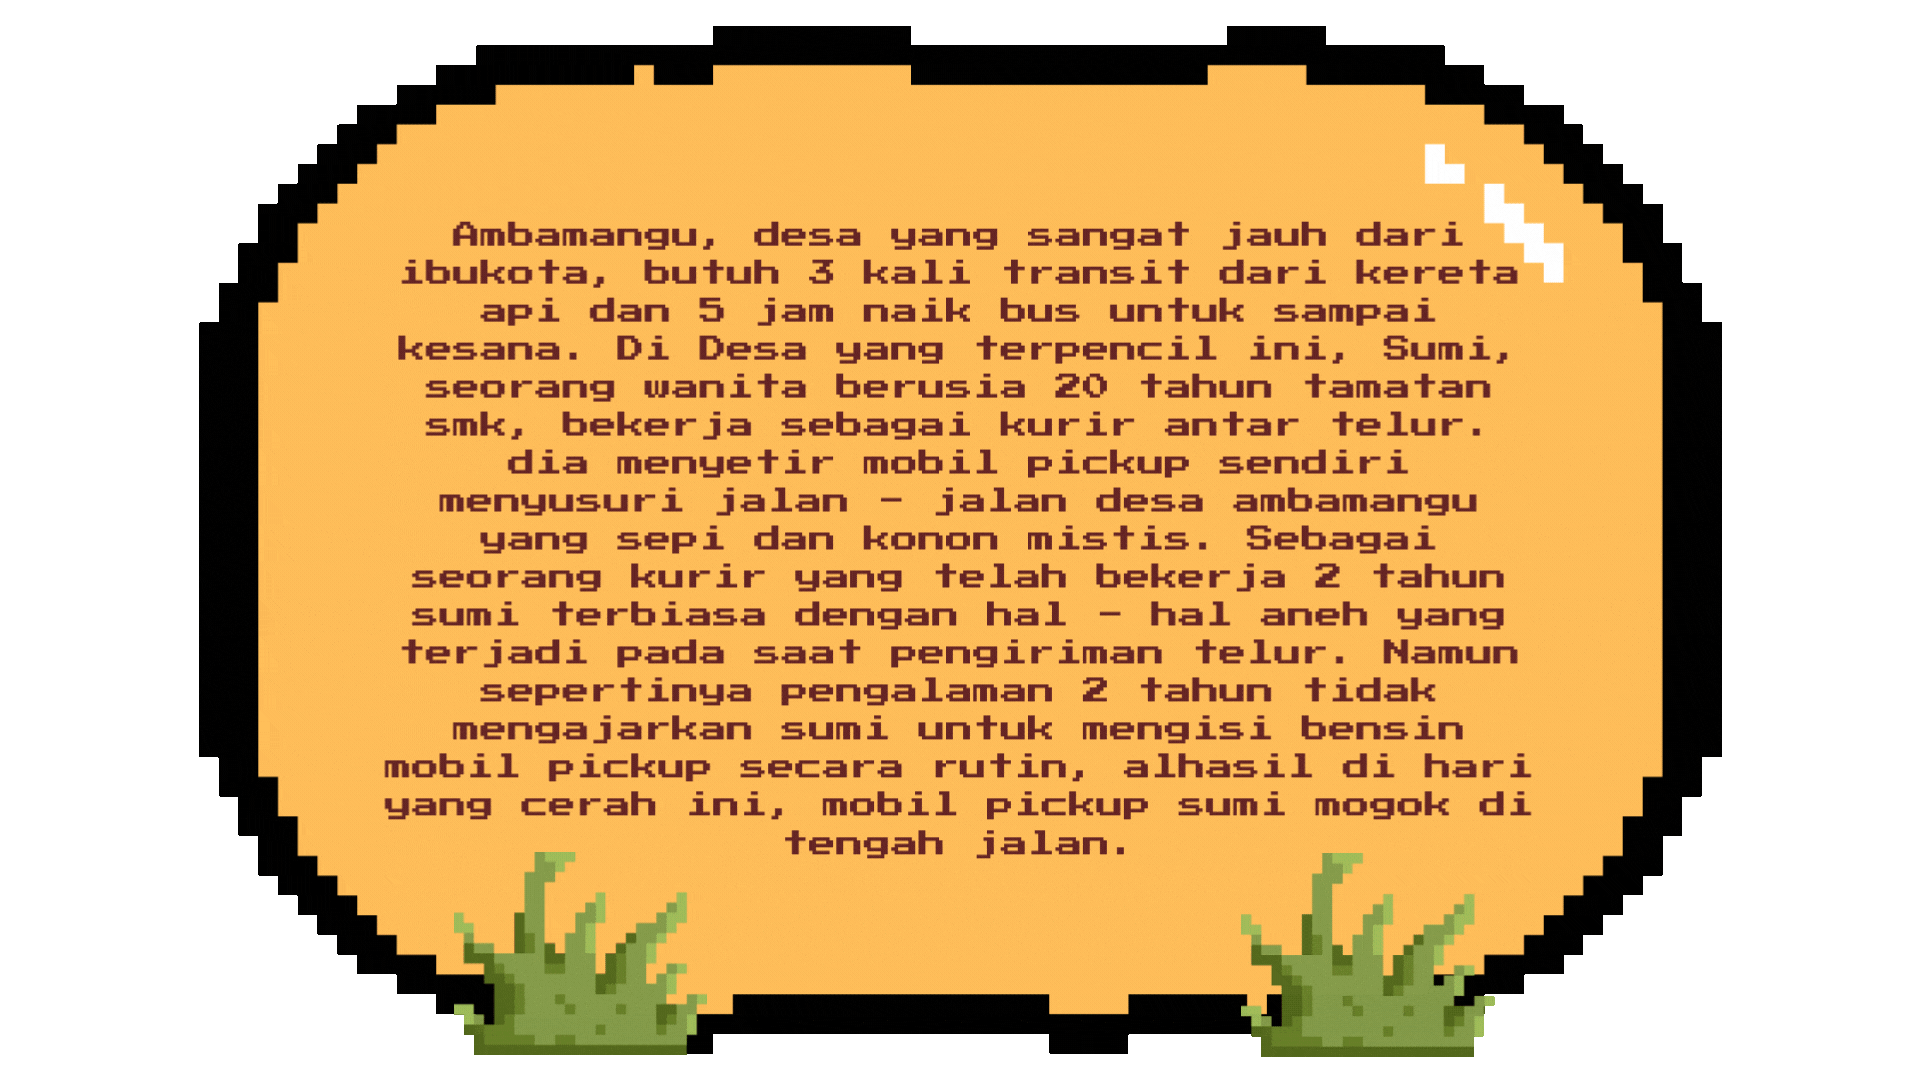 Ambamangu, desa yang sangat jauh dari
ibukota, butuh 3 kali transit dari kereta
api dan 5 jam naik bus untuk sampai
kesana. Di Desa yang terpencil ini, Sumi,
seorang wanita berusia 20 tahun tamatan
smk, bekerja sebagai kurir antar telur.
dia menyetir mobil pickup sendiri
menyusuri jalan - jalan desa ambamangu
yang sepi dan konon mistis. Sebagai
seorang kurir yang telah bekerja 2 tahun
sumi terbiasa dengan hal - hal aneh yang
terjadi pada saat pengiriman telur. Namun
sepertinya pengalaman 2 tahun tidak
mengajarkan sumi untuk mengisi bensin
mobil pickup secara rutin, alhasil di hari
yang cerah ini, mobil pickup sumi mogok di
tengah jalan.